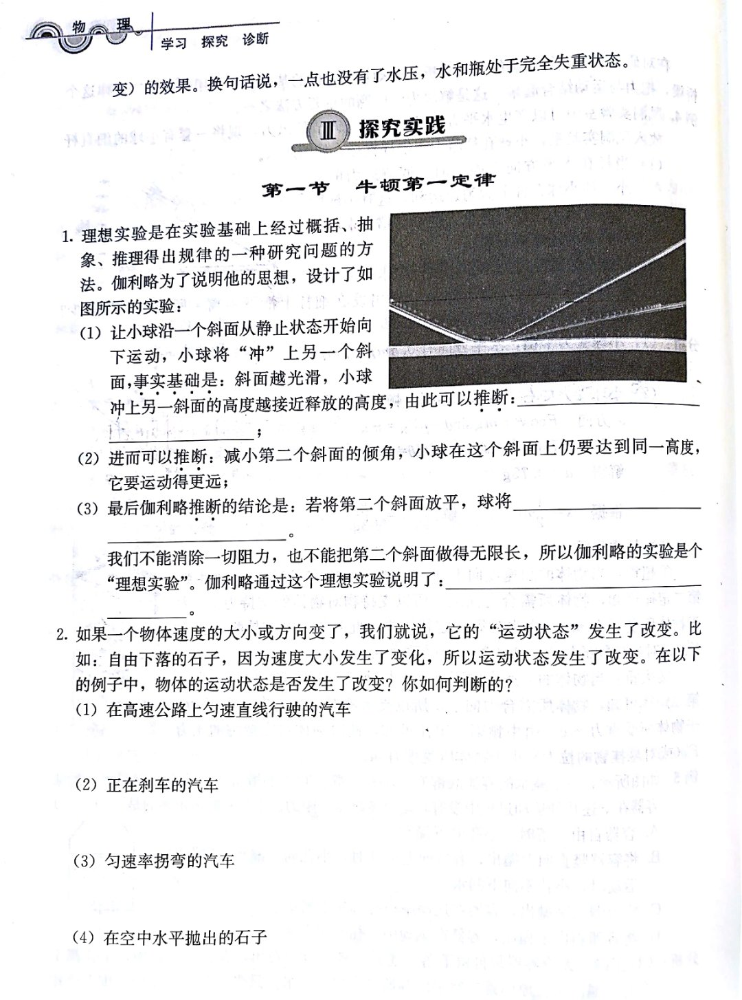 物 理
学习 探究 诊断
变）的效果。换句话说，一点也没有了水压，水和瓶处于完全失重状态。
Ⅲ 探究实践
第一节 牛顿第一定律
1. 理想实验是在实验基础上经过概括、抽
象、推理得出规律的一种研究问题的方
法。伽利略为了说明他的思想，设计了如
图所示的实验：
（1）让小球沿一个斜面从静止状态开始向
下运动，小球将“冲”上另一个斜
面，事实基础是：斜面越光滑，小球
冲上另一斜面的高度越接近释放的高度，由此可以推断：
；
（2）进而可以推断：减小第二个斜面的倾角，小球在这个斜面上仍要达到同一高度，
它要运动得更远；
（3）最后伽利略推断的结论是：若将第二个斜面放平，球将
。
我们不能消除一切阻力，也不能把第二个斜面做得无限长，所以伽利略的实验是个
“理想实验”。伽利略通过这个理想实验说明了：
。
2. 如果一个物体速度的大小或方向变了，我们就说，它的“运动状态”发生了改变。比
如：自由下落的石子，因为速度大小发生了变化，所以运动状态发生了改变。在以下
的例子中，物体的运动状态是否发生了改变？你如何判断的？
（1）在高速公路上匀速直线行驶的汽车
（2）正在刹车的汽车
（3）匀速率拐弯的汽车
（4）在空中水平抛出的石子